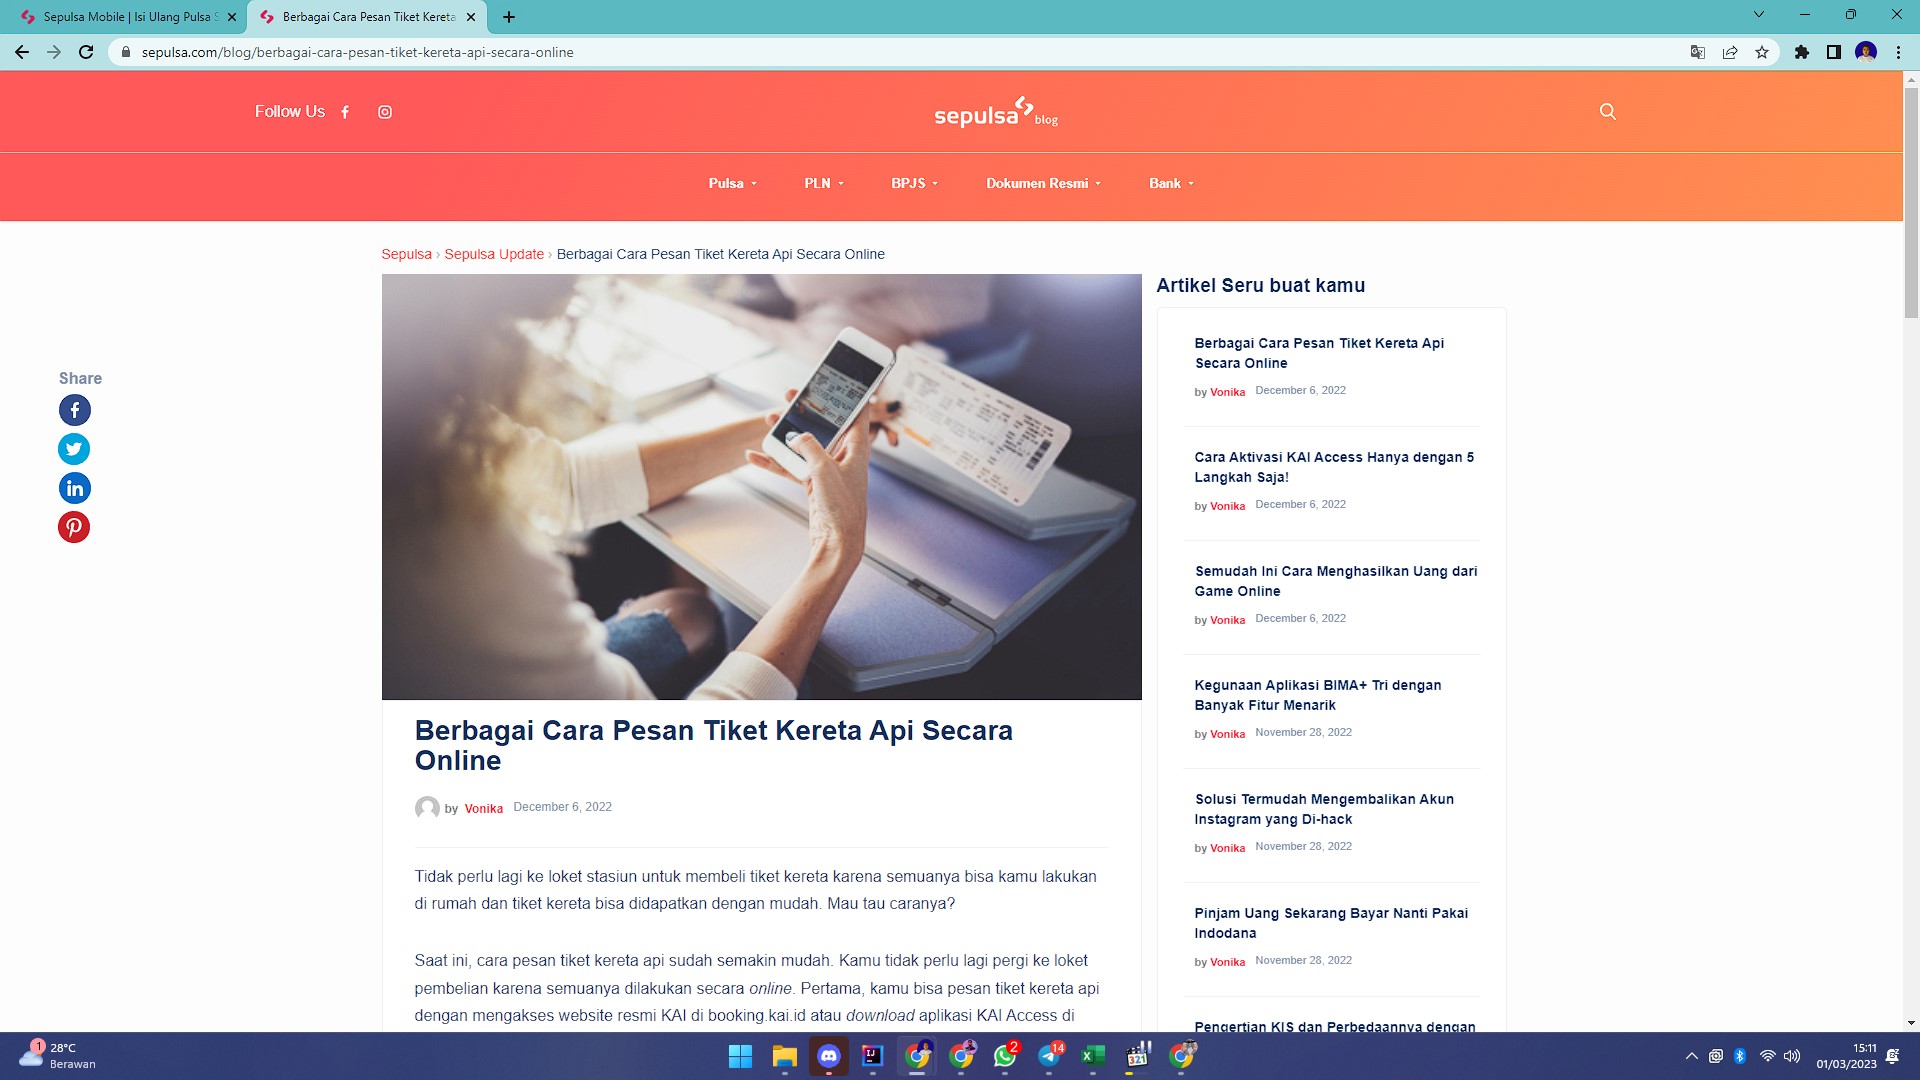 Sepulsa Mobile | Isi Ulang Pulsa S
Berbagai Cara Pesan Tiket Kereta
sepulsa.com/blog/berbagai-cara-pesan-tiket-kereta-api-secara-online
Follow Us
sepulsa blog
Pulsa
PLN
BPJS
Dokumen Resmi
Bank
Sepulsa › Sepulsa Update › Berbagai Cara Pesan Tiket Kereta Api Secara Online
Share
Berbagai Cara Pesan Tiket Kereta Api Secara
Online
by Vonika December 6, 2022
Tidak perlu lagi ke loket stasiun untuk membeli tiket kereta karena semuanya bisa kamu lakukan
di rumah dan tiket kereta bisa didapatkan dengan mudah. Mau tau caranya?
Saat ini, cara pesan tiket kereta api sudah semakin mudah. Kamu tidak perlu lagi pergi ke loket
pembelian karena semuanya dilakukan secara online. Pertama, kamu bisa pesan tiket kereta api
dengan mengakses website resmi KAI di booking.kai.id atau download aplikasi KAI Access di
Artikel Seru buat kamu
Berbagai Cara Pesan Tiket Kereta Api
Secara Online
by Vonika December 6, 2022
Cara Aktivasi KAI Access Hanya dengan 5
Langkah Saja!
by Vonika December 6, 2022
Semudah Ini Cara Menghasilkan Uang dari
Game Online
by Vonika December 6, 2022
Kegunaan Aplikasi BIMA+ Tri dengan
Banyak Fitur Menarik
by Vonika November 28, 2022
Solusi Termudah Mengembalikan Akun
Instagram yang Di-hack
by Vonika November 28, 2022
Pinjam Uang Sekarang Bayar Nanti Pakai
Indodana
by Vonika November 28, 2022
Pengertian KIS dan Perbedaannya dengan
1
28°C
Berawan
IJ
2
14
321
15:11
01/03/2023